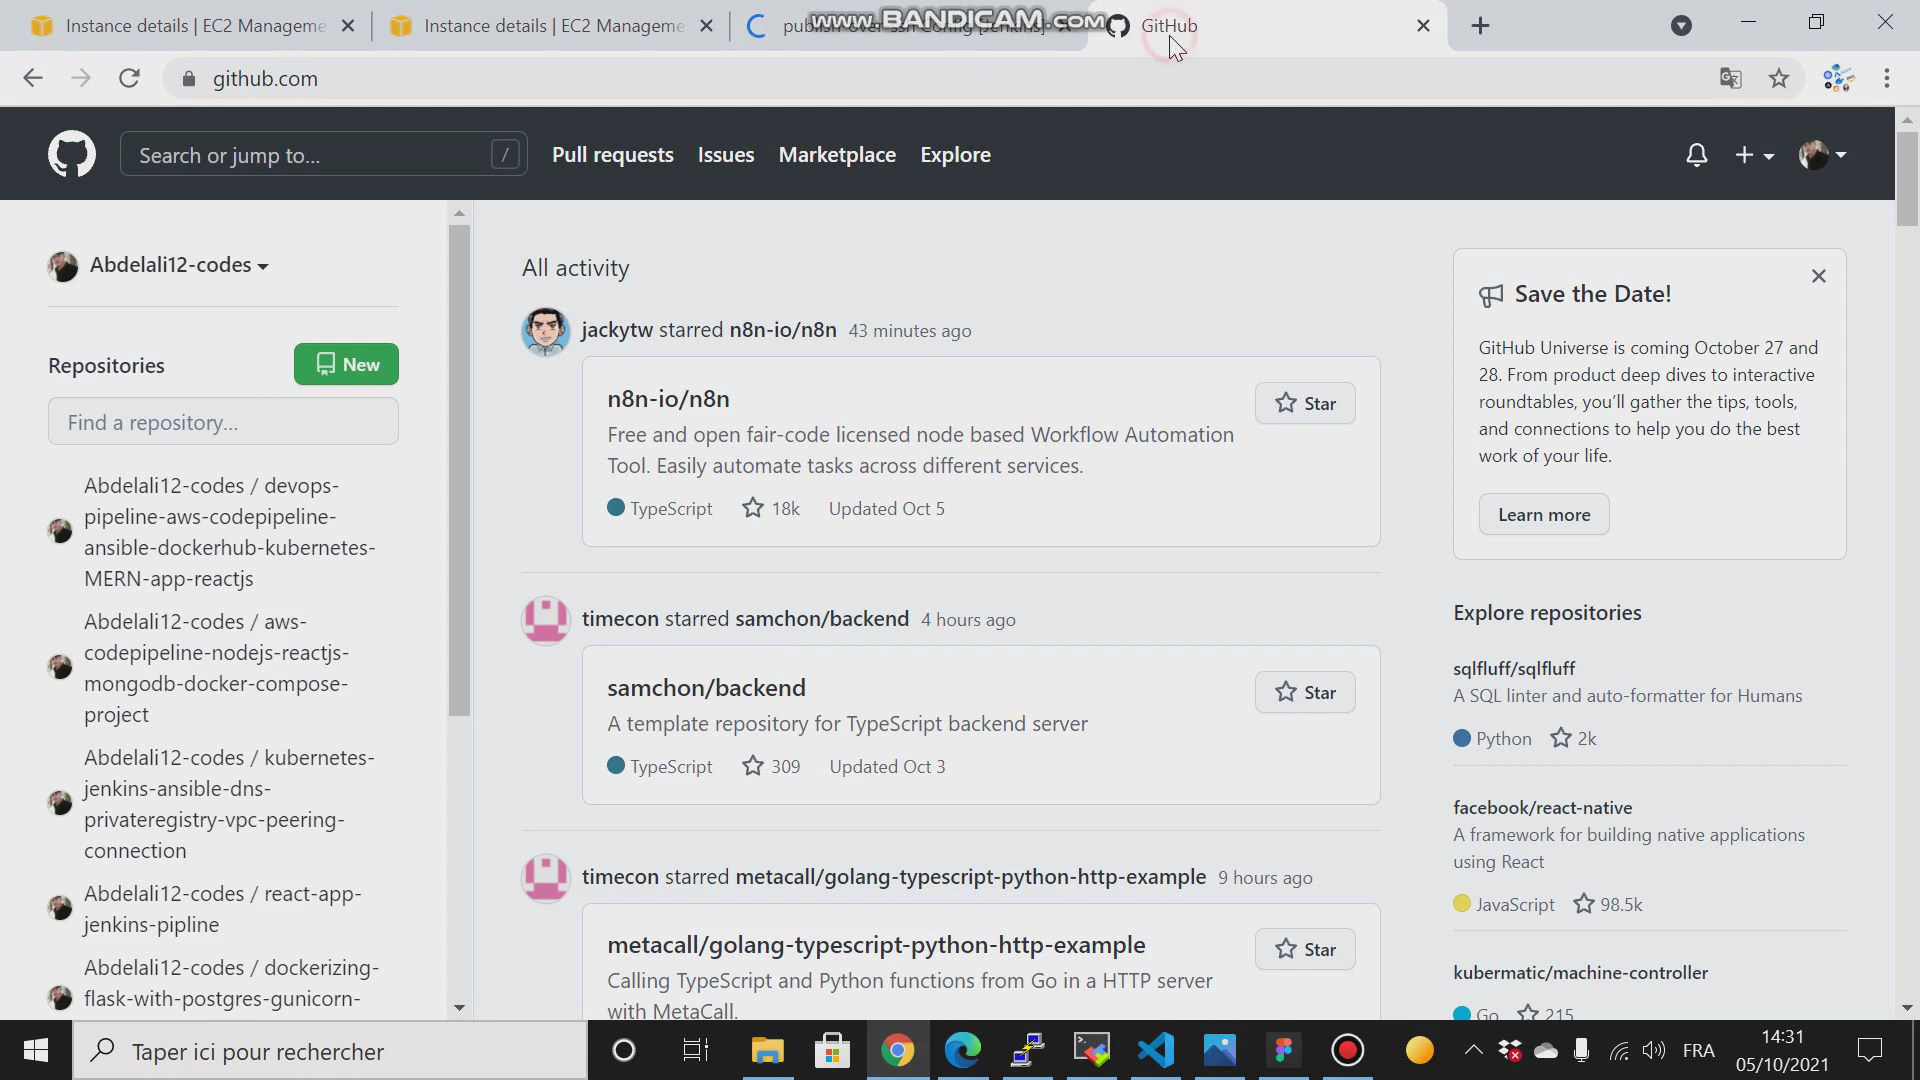 Instance details | EC2 Manageme
Instance details | EC2 Manageme
publish-over-ssh Config [Jenkins]
www.BANDICAM.com
GitHub
github.com
Search or jump to...
/
Pull requests
Issues
Marketplace
Explore
Abdelali12-codes
Repositories
New
Find a repository...
Abdelali12-codes / devops-
pipeline-aws-codepipeline-
ansible-dockerhub-kubernetes-
MERN-app-reactjs
Abdelali12-codes / aws-
codepipeline-nodejs-reactjs-
mongodb-docker-compose-
project
Abdelali12-codes / kubernetes-
jenkins-ansible-dns-
privateregistry-vpc-peering-
connection
Abdelali12-codes / react-app-
jenkins-pipline
Abdelali12-codes / dockerizing-
flask-with-postgres-gunicorn-
All activity
jackytw starred n8n-io/n8n 43 minutes ago
n8n-io/n8n
Star
Free and open fair-code licensed node based Workflow Automation
Tool. Easily automate tasks across different services.
TypeScript 18k Updated Oct 5
timecon starred samchon/backend 4 hours ago
samchon/backend
Star
A template repository for TypeScript backend server
TypeScript 309 Updated Oct 3
timecon starred metacall/golang-typescript-python-http-example 9 hours ago
metacall/golang-typescript-python-http-example
Star
Calling TypeScript and Python functions from Go in a HTTP server
with MetaCall.
Save the Date!
GitHub Universe is coming October 27 and
28. From product deep dives to interactive
roundtables, you'll gather the tips, tools,
and connections to help you do the best
work of your life.
Learn more
Explore repositories
sqlfluff/sqlfluff
A SQL linter and auto-formatter for Humans
Python 2k
facebook/react-native
A framework for building native applications
using React
JavaScript 98.5k
kubermatic/machine-controller
Go 215
Taper ici pour rechercher
FRA
14:31
05/10/2021